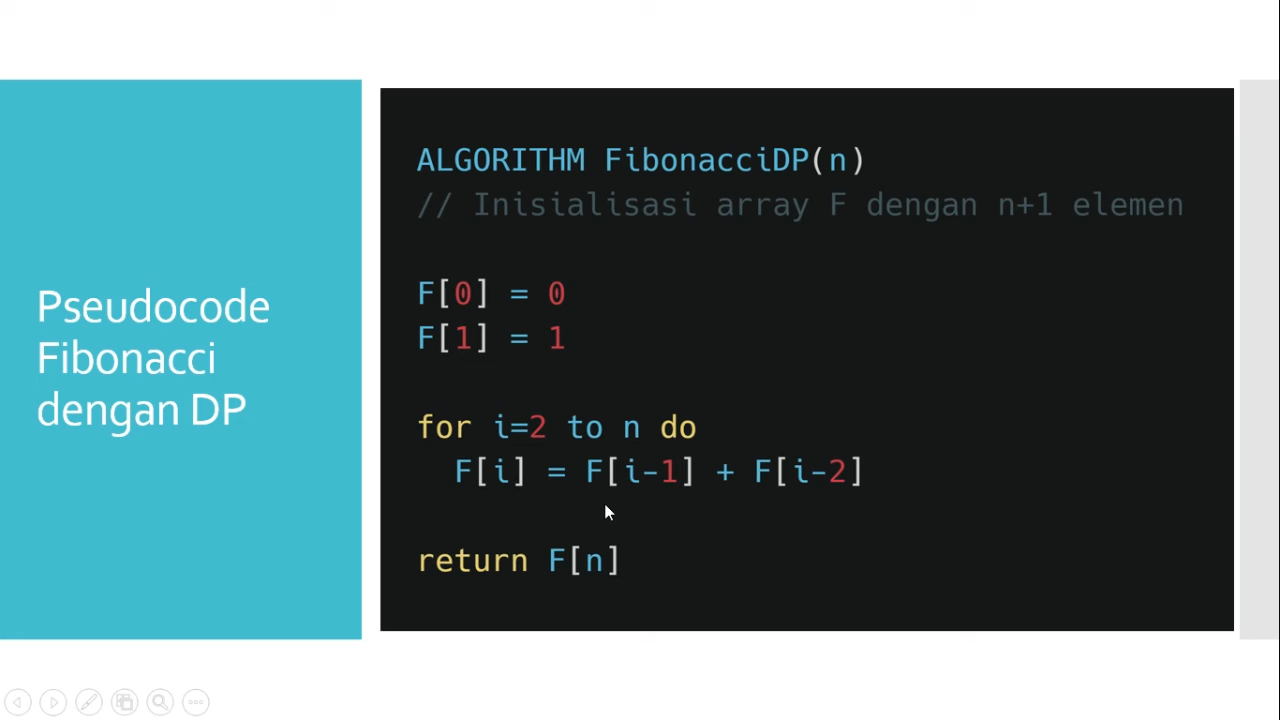 Pseudocode
Fibonacci
dengan DP
ALGORITHM FibonacciDP(n)
// Inisialisasi array F dengan n+1 elemen
F[0] = 0
F[1] = 1
for i=2 to n do
F[i] = F[i-1] + F[i-2]
return F[n]